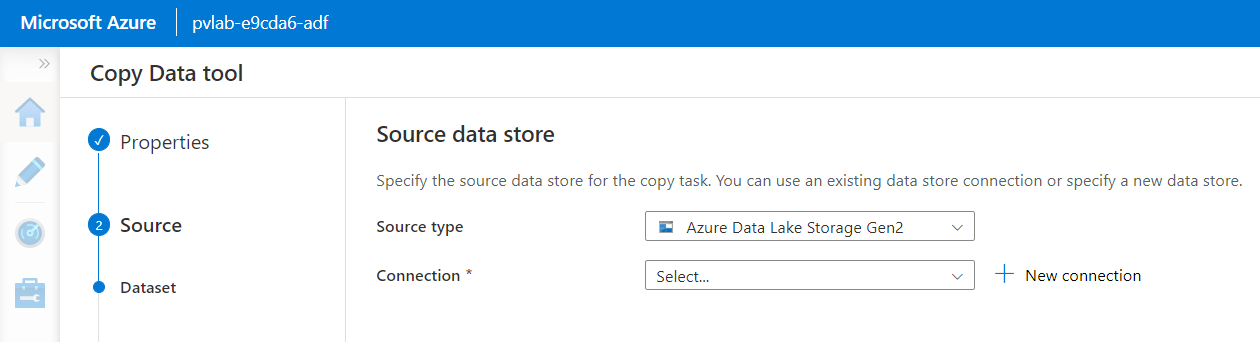 Microsoft Azure pvlab-e9cda6-adf
Copy Data tool
Properties
2 Source
Dataset
Source data store
Specify the source data store for the copy task. You can use an existing data store connection or specify a new data store.
Source type Azure Data Lake Storage Gen2
Connection * Select... New connection